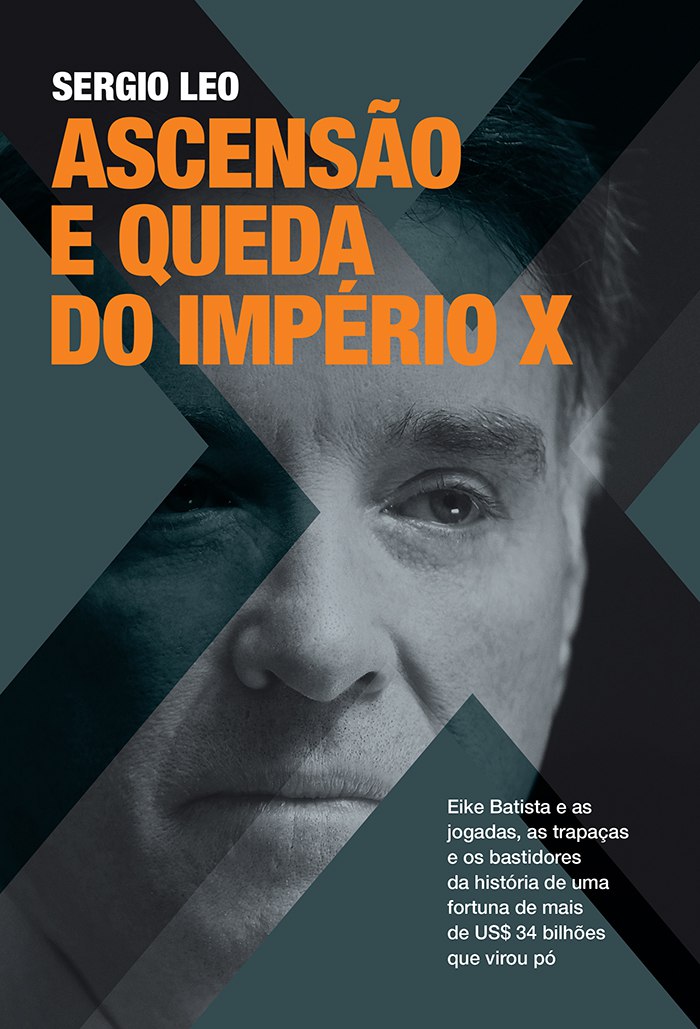 SERGIO LEO
ASCENSÃO
E QUEDA
DO IMPÉRIO X
Eike Batista e as
jogadas, as trapaças
e os bastidores
da história de uma
fortuna de mais
de US$ 34 bilhões
que virou pó